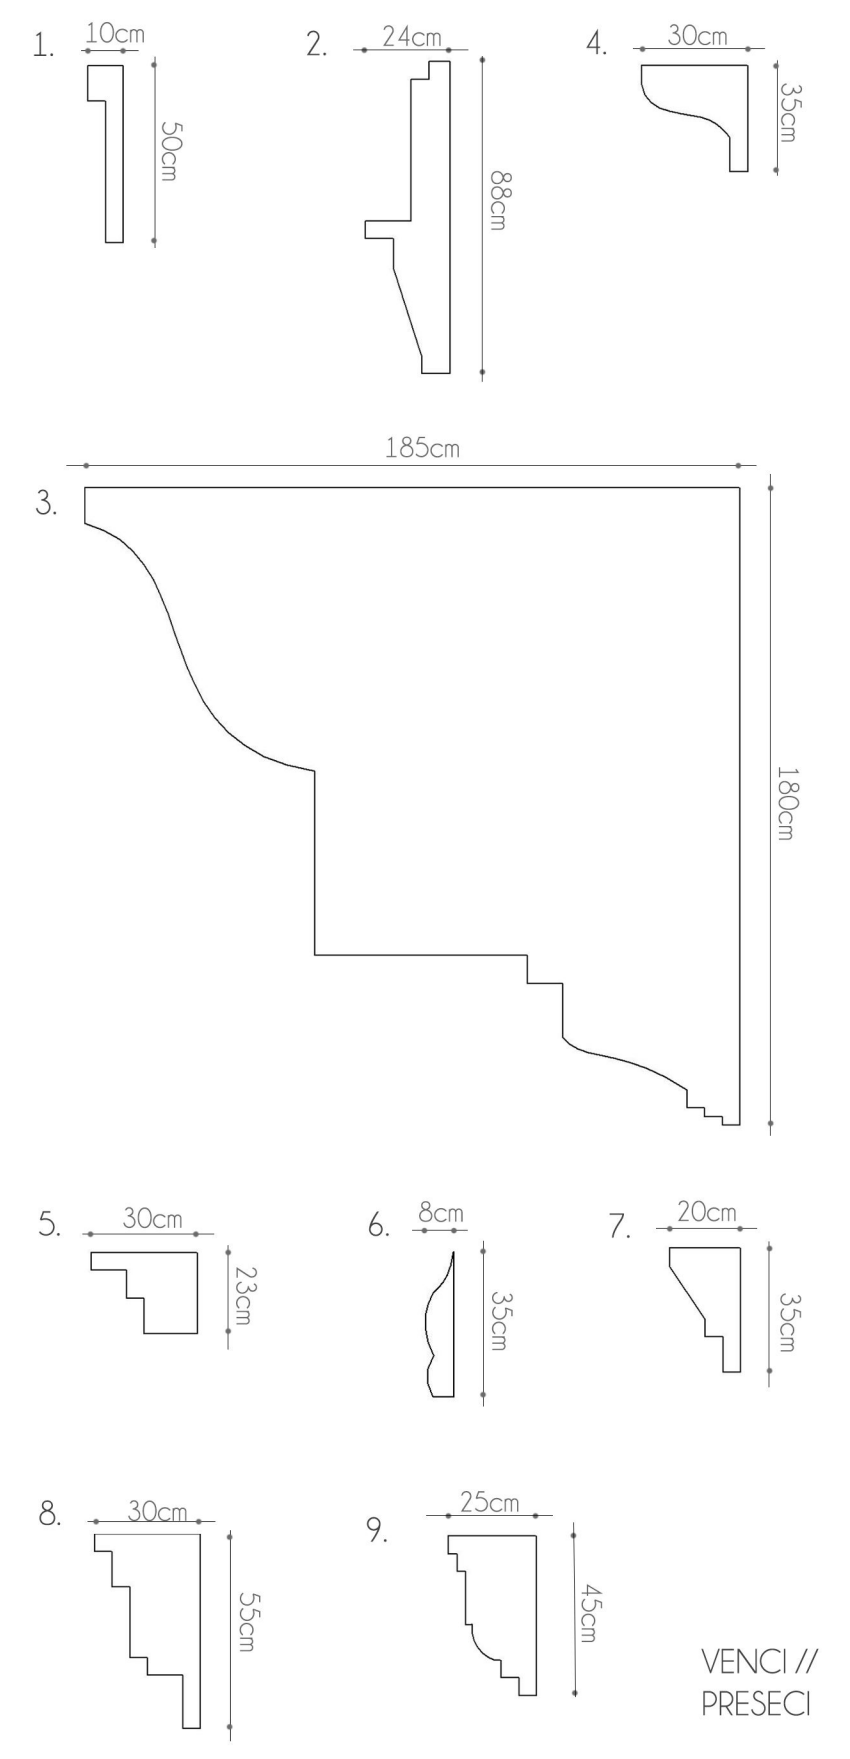 1.
10cm
50cm
2.
24cm
88cm
4.
30cm
35cm
3.
185cm
180cm
5.
30cm
23cm
6.
8cm
35cm
7.
20cm
35cm
8.
30cm
55cm
9.
25cm
45cm
VENCI //
PRESECI